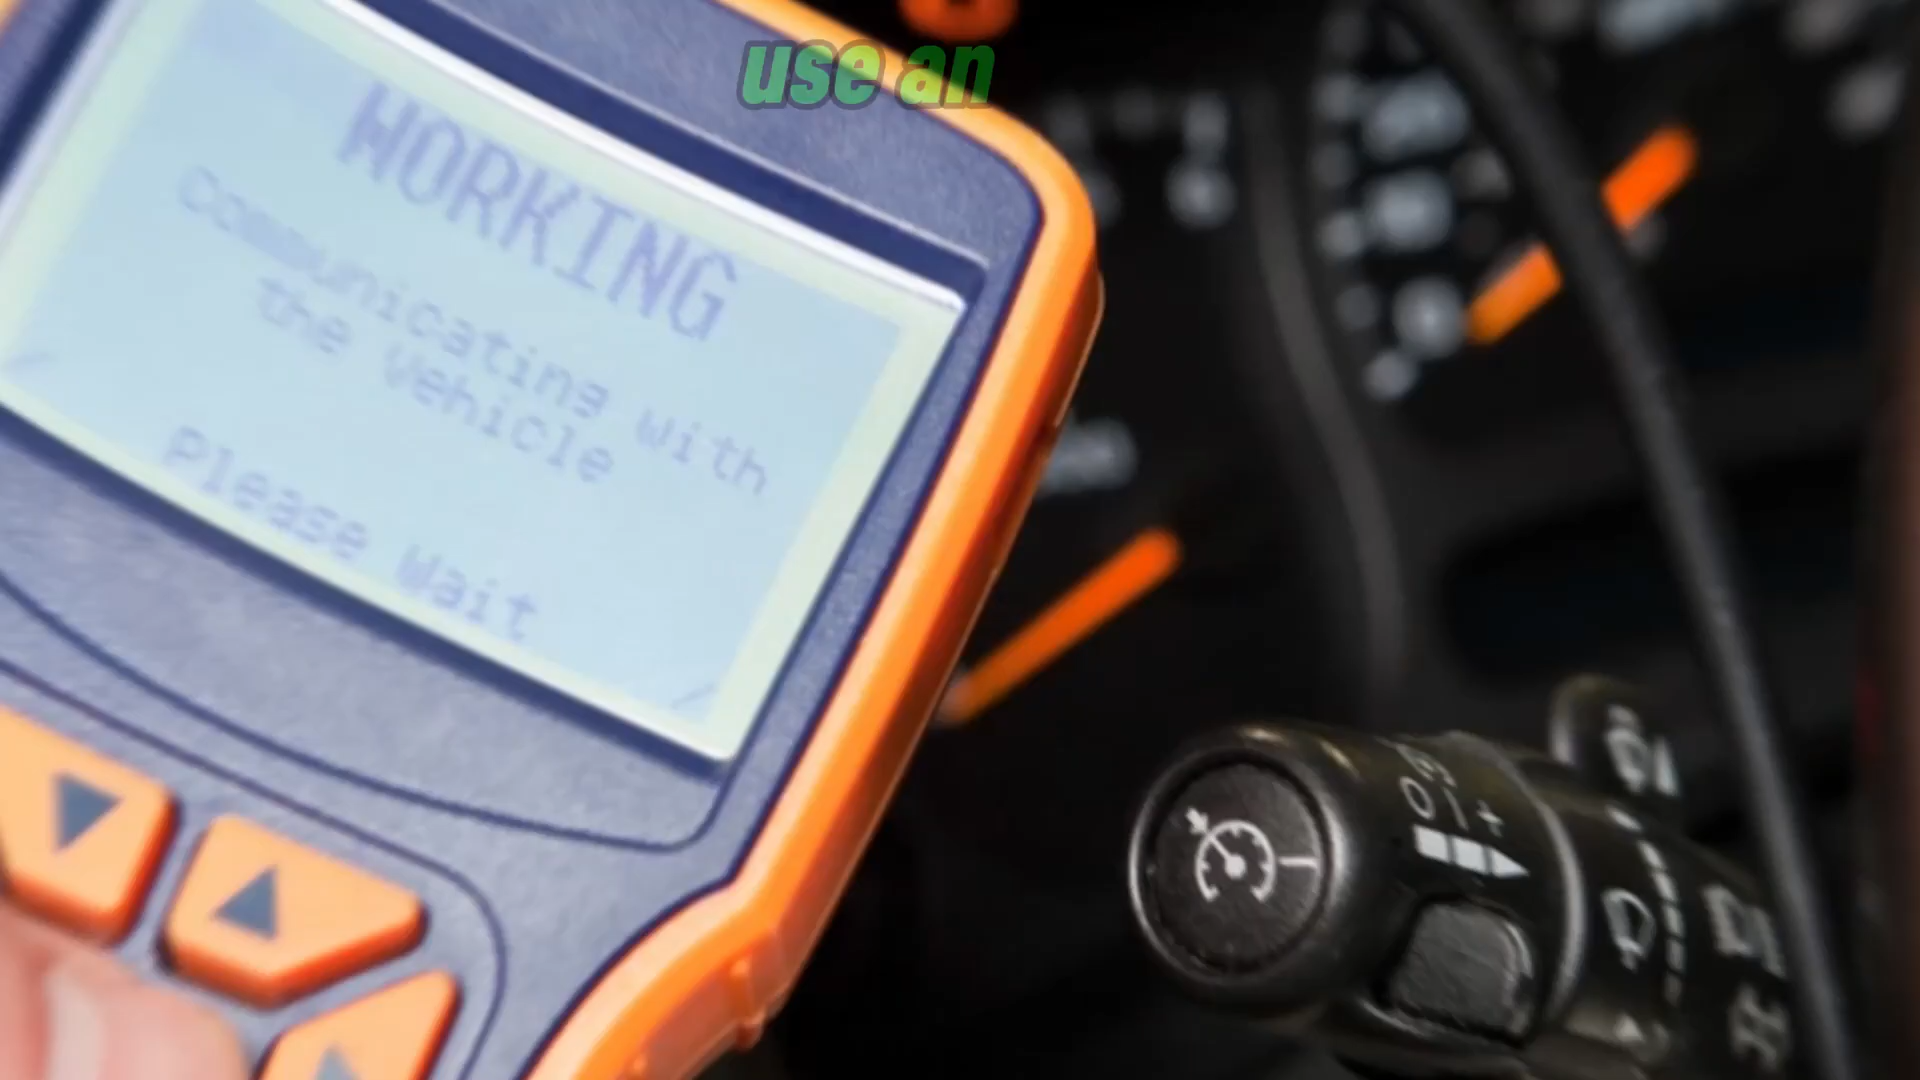 use an
WORKING
Communicating with
the Vehicle
Please Wait
O I +